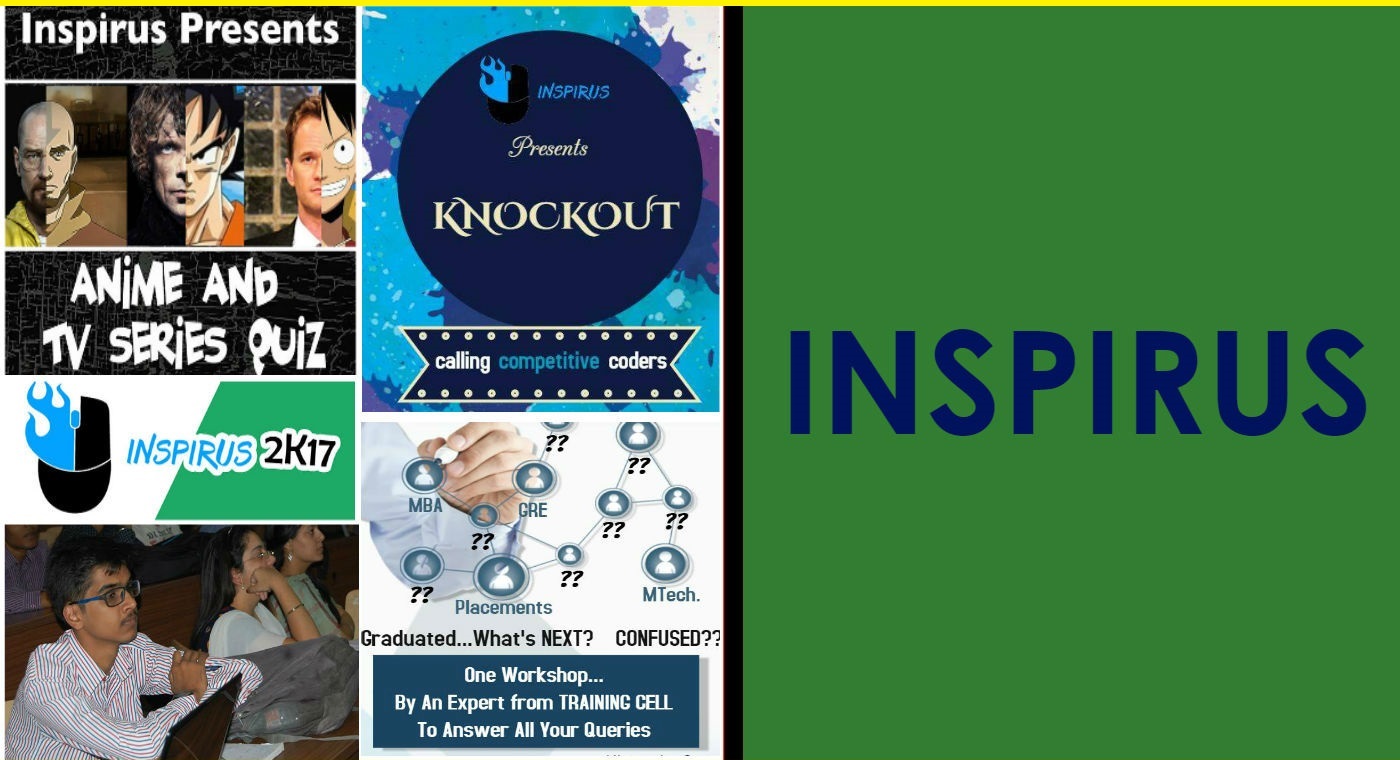 Inspirus Presents
ANiME AND
TV SERiES QUiZ
INSPIRUS 2K17
INSPIRUS
Presents
KNOCKOUT
calling competitive coders
??
??
MBA
GRE
??
??
??
??
??
Placements
MTech.
Graduated...What's NEXT? CONFUSED??
One Workshop...
By An Expert from TRAINING CELL
To Answer All Your Queries
INSPIRUS